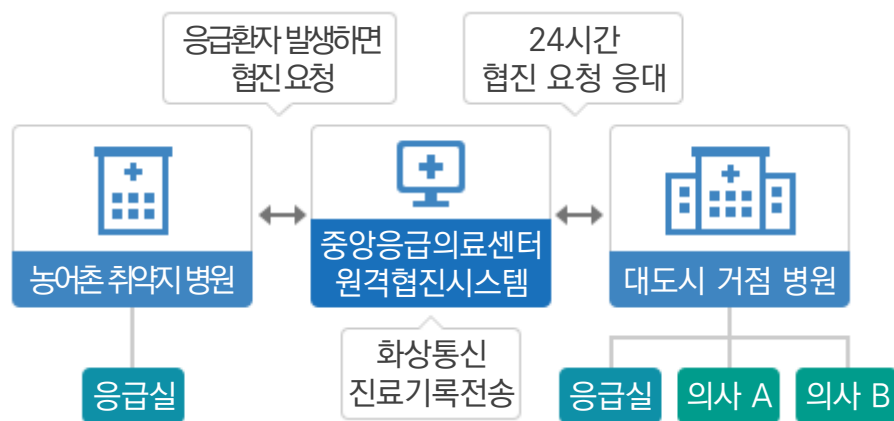 응급환자 발생하면
협진 요청
24시간
협진 요청 응대
농어촌 취약지 병원
중앙응급의료센터
원격협진시스템
대도시 거점 병원
화상통신
진료기록전송
응급실
응급실
의사 A
의사 B